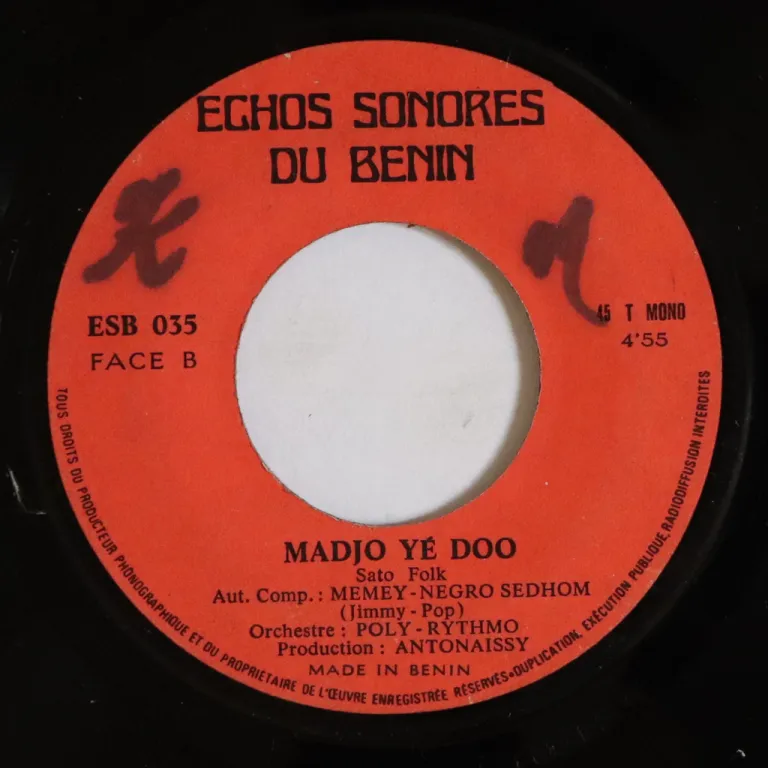 ECHOS SONORES
DU BENIN
ESB 035
FACE B
45 T MONO
4'55
MADJO YÉ DOO
Sato Folk
Aut. Comp. : MEMEY - NEGRO SEDHOM
(Jimmy - Pop)
Orchestre : POLY - RYTHMO
Production : ANTONAISSY
MADE IN BENIN
TOUS DROITS DU PRODUCTEUR PHONOGRAPHIQUE ET DU PROPRIETAIRE DE L'ŒUVRE ENREGISTRÉE RÉSERVÉS • DUPLICATION, EXÉCUTION PUBLIQUE, RADIODIFFUSION INTERDITES